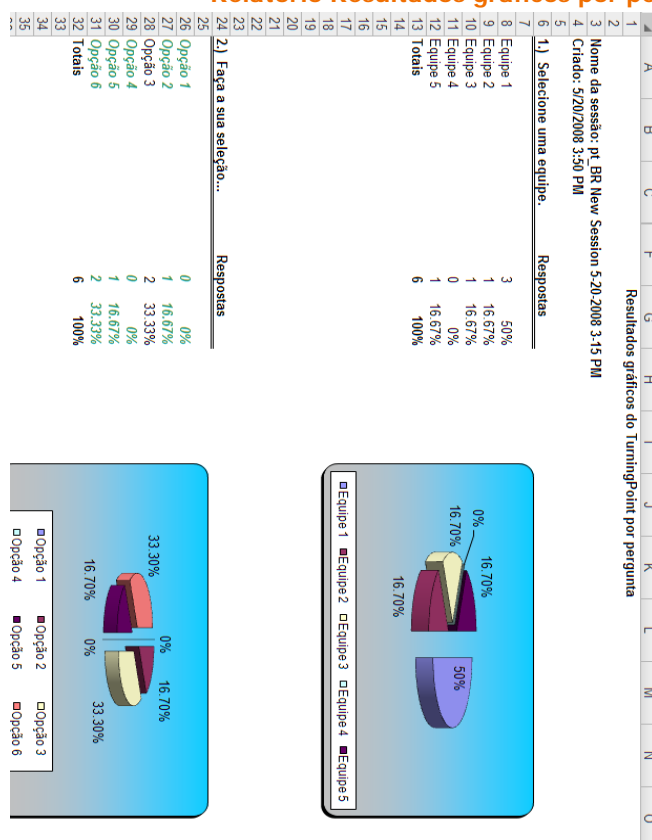 Relatório Resultados gráficos por pe
A B C F G H I J K L M N O
1 Resultados gráficos do TurningPoint por pergunta
2
3 Nome da sessão: pt_BR New Session 5-20-2008 3-15 PM
4 Criado: 5/20/2008 3:50 PM
5
6 1.) Selecione uma equipe. Respostas
7
8 Equipe 1 3 50%
9 Equipe 2 1 16.67%
10 Equipe 3 1 16.67%
11 Equipe 4 0 0%
12 Equipe 5 1 16.67%
13 Totais 6 100%
14
15
16
17
18
19
20
21
22
23
24 2.) Faça a sua seleção... Respostas
25
26 Opção 1 0 0%
27 Opção 2 1 16.67%
28 Opção 3 2 33.33%
29 Opção 4 0 0%
30 Opção 5 1 16.67%
31 Opção 6 2 33.33%
32 Totais 6 100%
33
34
35
16.70%
0%
16.70%
50%
16.70%
Equipe 1 Equipe 2 Equipe 3 Equipe 4 Equipe 5
33.30%
0%
16.70%
16.70%
0%
33.30%
Opção 1 Opção 2 Opção 3
Opção 4 Opção 5 Opção 6